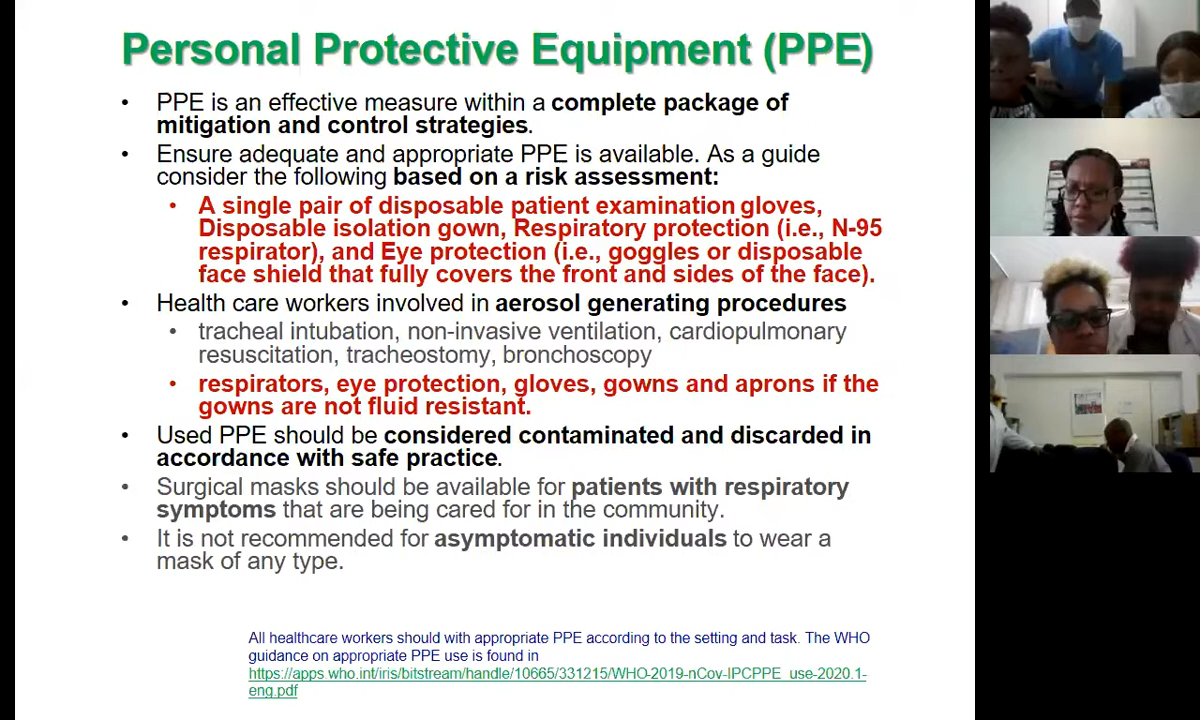 Personal Protective Equipment (PPE)
• PPE is an effective measure within a complete package of
mitigation and control strategies.
• Ensure adequate and appropriate PPE is available. As a guide
consider the following based on a risk assessment:
• A single pair of disposable patient examination gloves,
Disposable isolation gown, Respiratory protection (i.e., N-95
respirator), and Eye protection (i.e., goggles or disposable
face shield that fully covers the front and sides of the face).
• Health care workers involved in aerosol generating procedures
• tracheal intubation, non-invasive ventilation, cardiopulmonary
resuscitation, tracheostomy, bronchoscopy
• respirators, eye protection, gloves, gowns and aprons if the
gowns are not fluid resistant.
• Used PPE should be considered contaminated and discarded in
accordance with safe practice.
• Surgical masks should be available for patients with respiratory
symptoms that are being cared for in the community.
• It is not recommended for asymptomatic individuals to wear a
mask of any type.
All healthcare workers should with appropriate PPE according to the setting and task. The WHO
guidance on appropriate PPE use is found in
https://apps.who.int/iris/bitstream/handle/10665/331215/WHO-2019-nCov-IPCPPE_use-2020.1-
eng.pdf